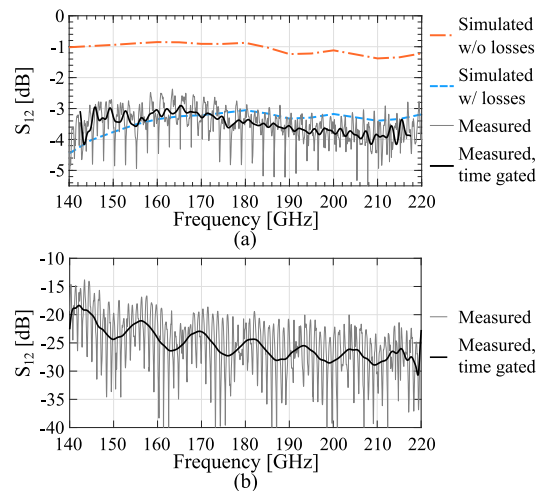 0
-1
-2
-3
-4
-5
S12 [dB]
140 150 160 170 180 190 200 210 220
Frequency [GHz]
(a)
Simulated
w/o losses
Simulated
w/ losses
Measured
Measured,
time gated
-10
-15
-20
-25
-30
-35
-40
S12 [dB]
140 150 160 170 180 190 200 210 220
Frequency [GHz]
(b)
Measured
Measured,
time gated